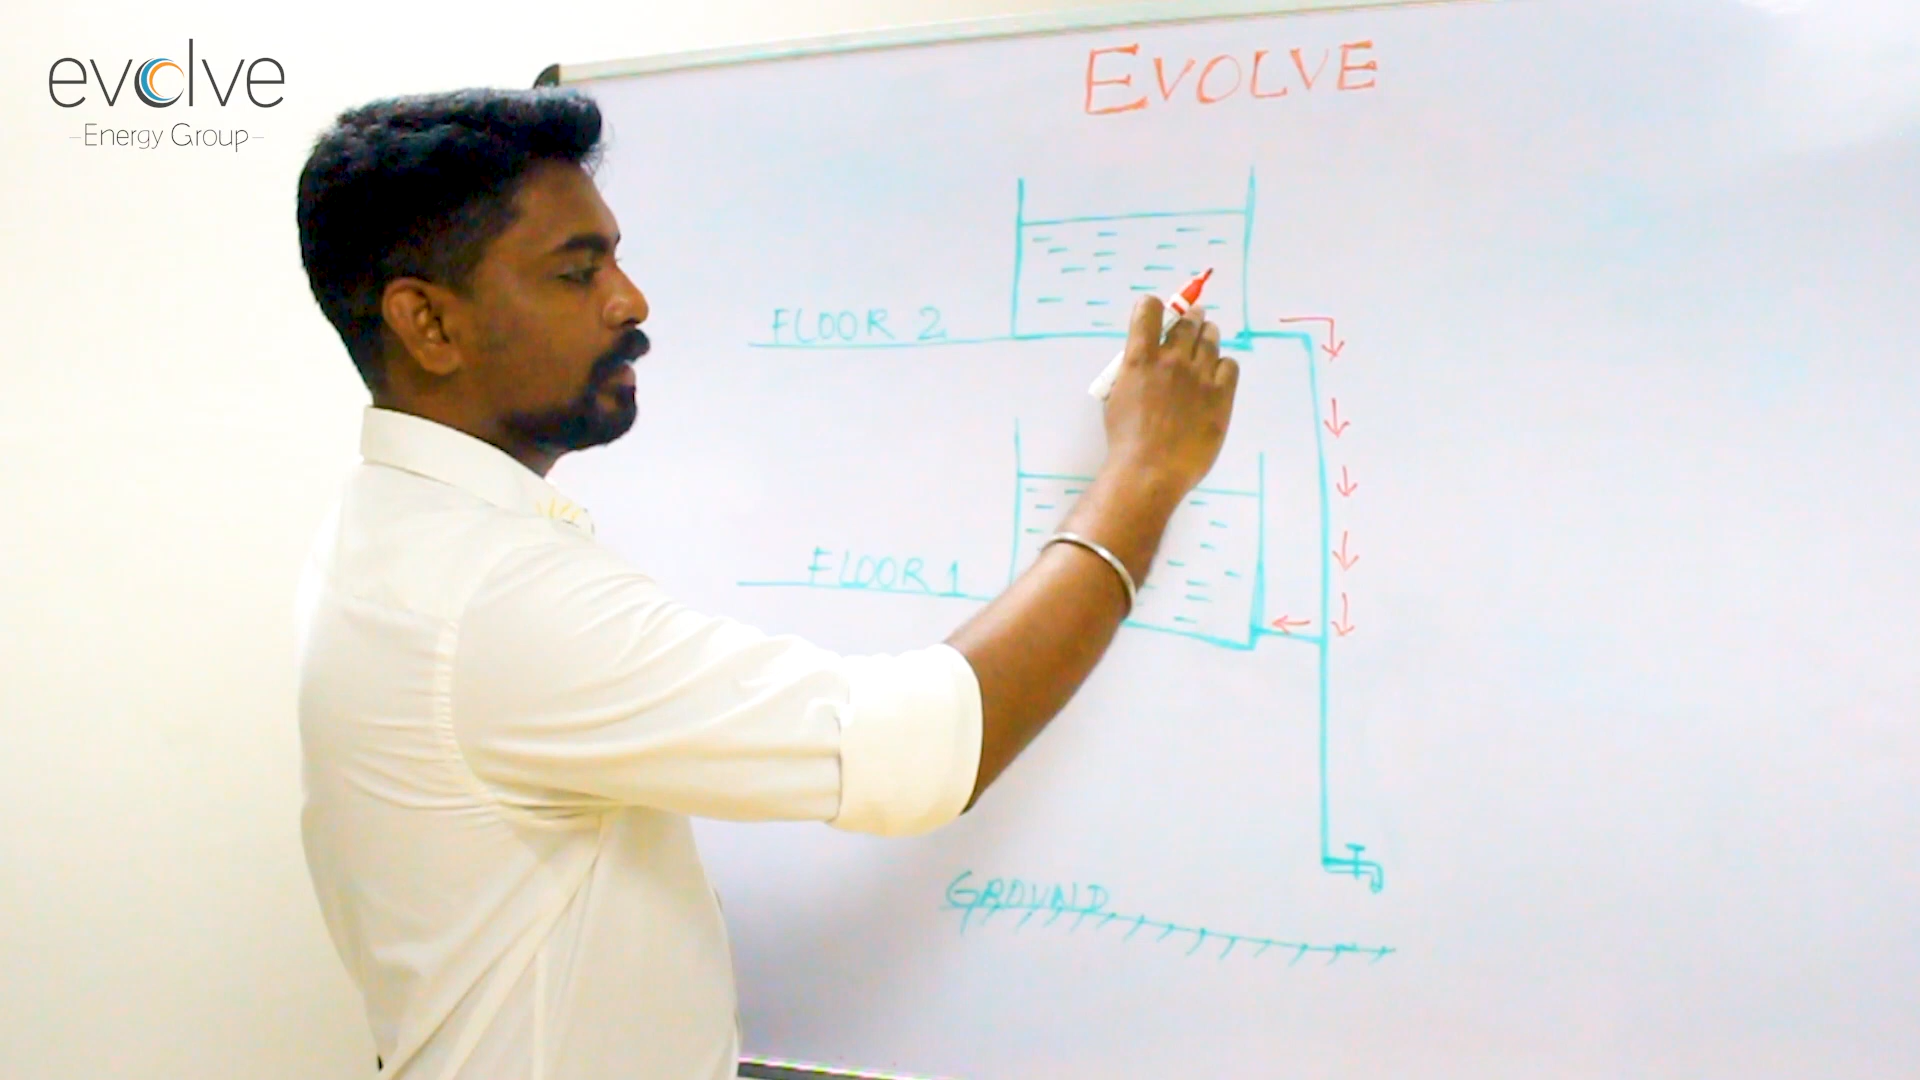 evolve
Energy Group
EVOLVE
FLOOR 2
FLOOR 1
GROUND